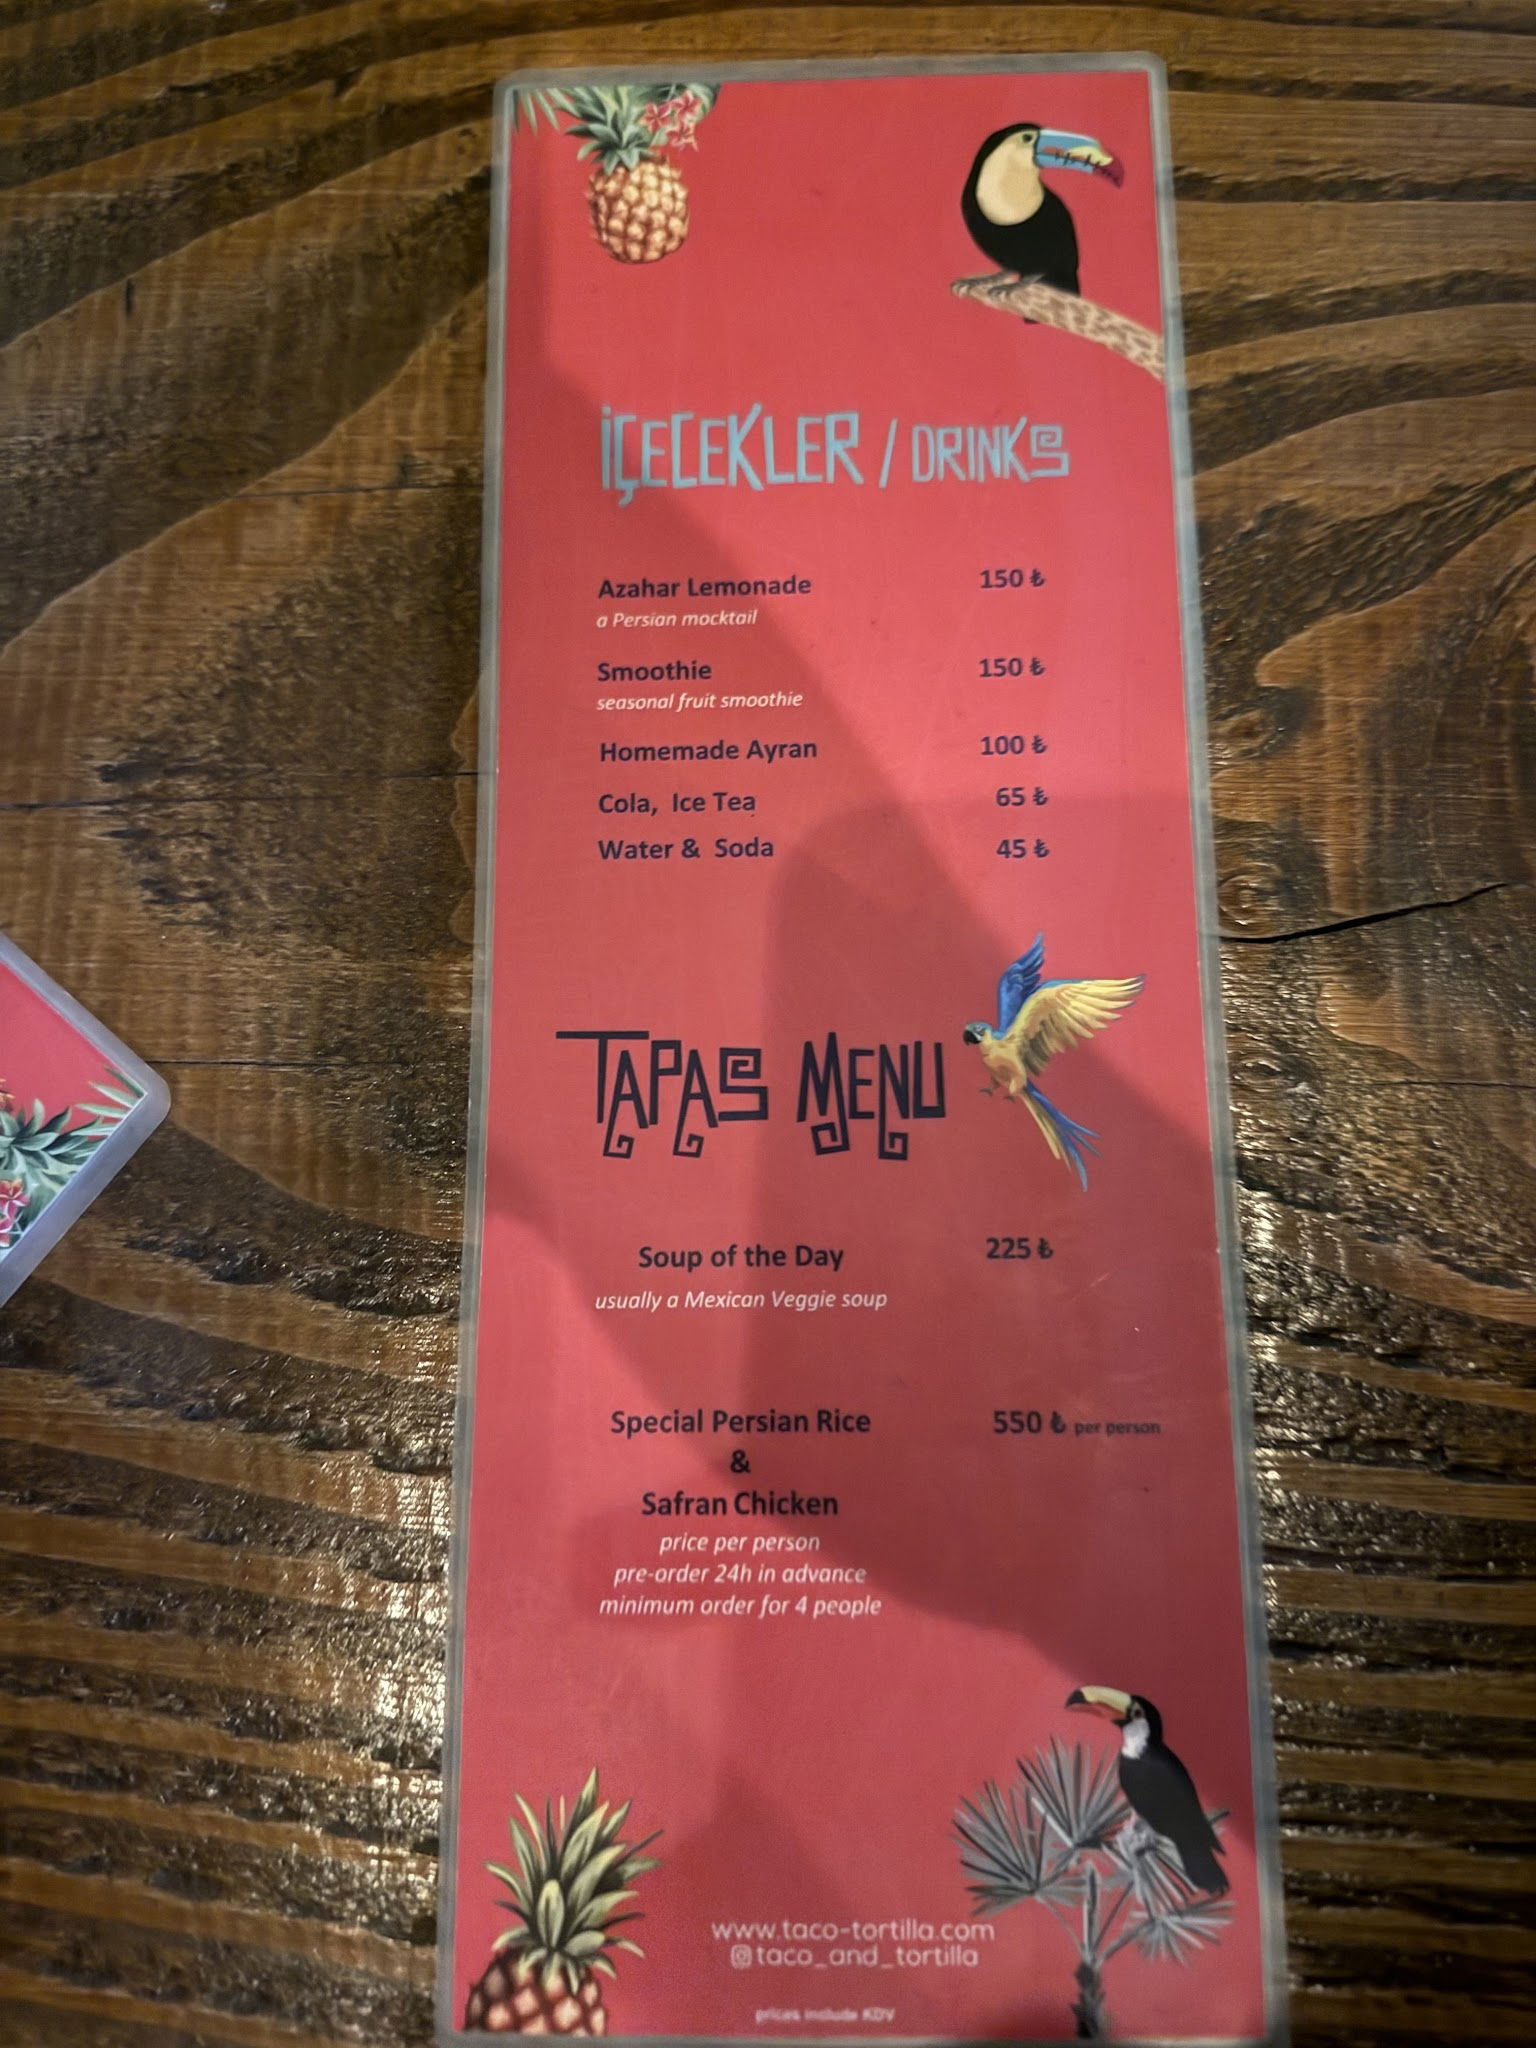 İÇECEKLER / DRINKS
Azahar Lemonade 150 ₺
a Persian mocktail
Smoothie 150 ₺
seasonal fruit smoothie
Homemade Ayran 100 ₺
Cola, Ice Tea 65 ₺
Water & Soda 45 ₺
TAPAS MENU
Soup of the Day 225 ₺
usually a Mexican Veggie soup
Special Persian Rice 550 ₺ per person
&
Safran Chicken
price per person
pre-order 24h in advance
minimum order for 4 people
www.taco-tortilla.com
@taco_and_tortilla
prices include KDV